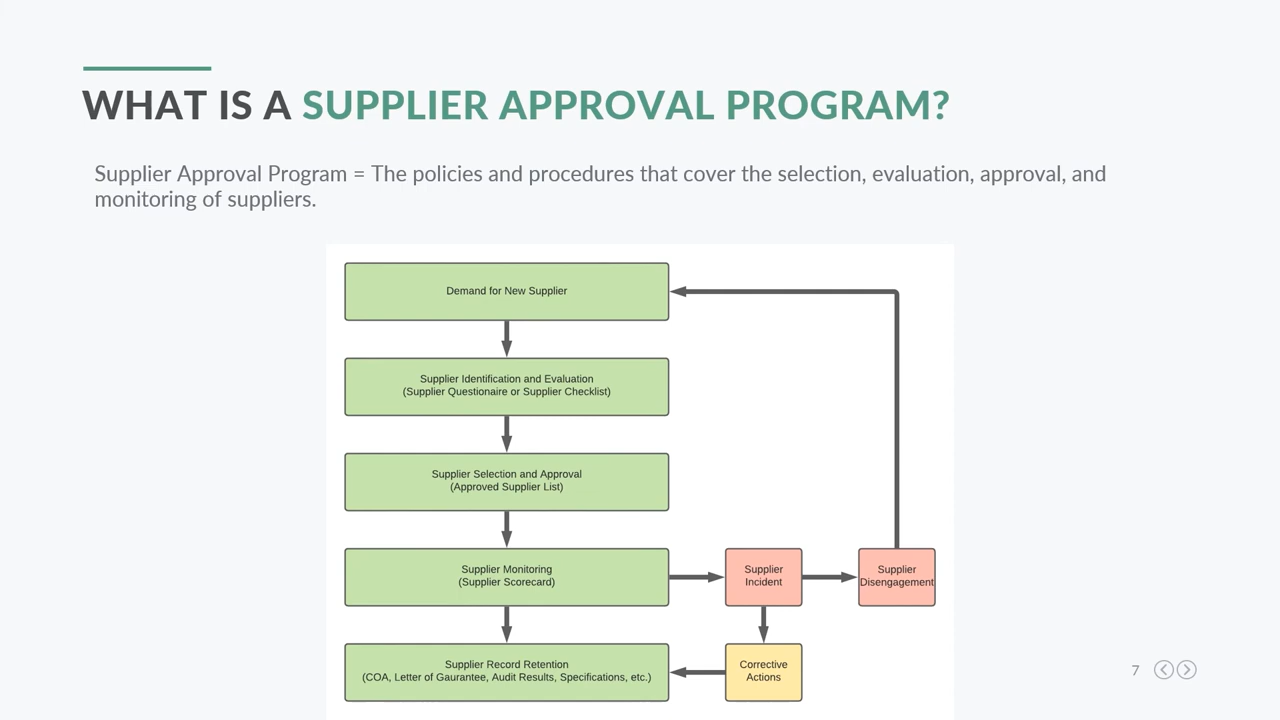 WHAT IS A SUPPLIER APPROVAL PROGRAM?
Supplier Approval Program = The policies and procedures that cover the selection, evaluation, approval, and
monitoring of suppliers.
Demand for New Supplier
Supplier Identification and Evaluation
(Supplier Questionaire or Supplier Checklist)
Supplier Selection and Approval
(Approved Supplier List)
Supplier Monitoring
(Supplier Scorecard)
Supplier
Incident
Supplier
Disengagement
Supplier Record Retention
(COA, Letter of Gaurantee, Audit Results, Specifications, etc.)
Corrective
Actions
7